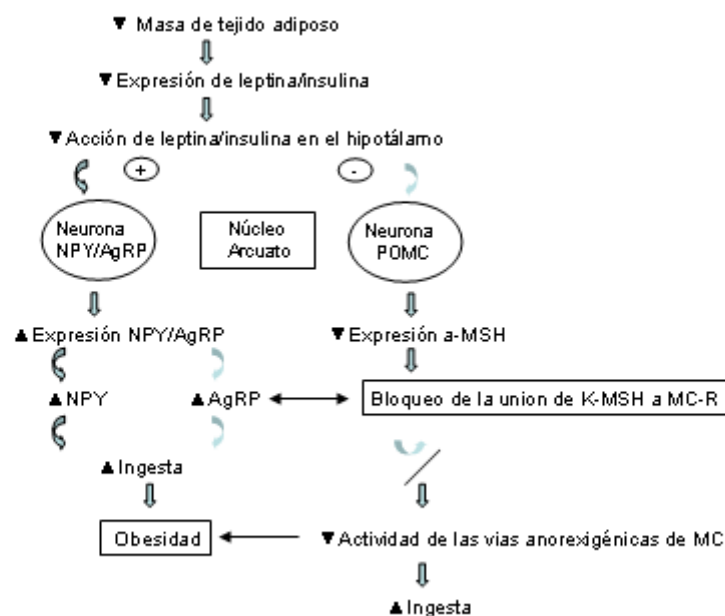 ▼ Masa de tejido adiposo
▼ Expresión de leptina/insulina
▼ Acción de leptina/insulina en el hipotálamo
+
-
Neurona
NPY/AgRP
Núcleo
Arcuato
Neurona
POMC
▲ Expresión NPY/AgRP
▼ Expresión a-MSH
▲ NPY
▲ AgRP
Bloqueo de la union de K-MSH a MC-R
▲ Ingesta
Obesidad
▼ Actividad de las vias anorexigénicas de MC
▲ Ingesta